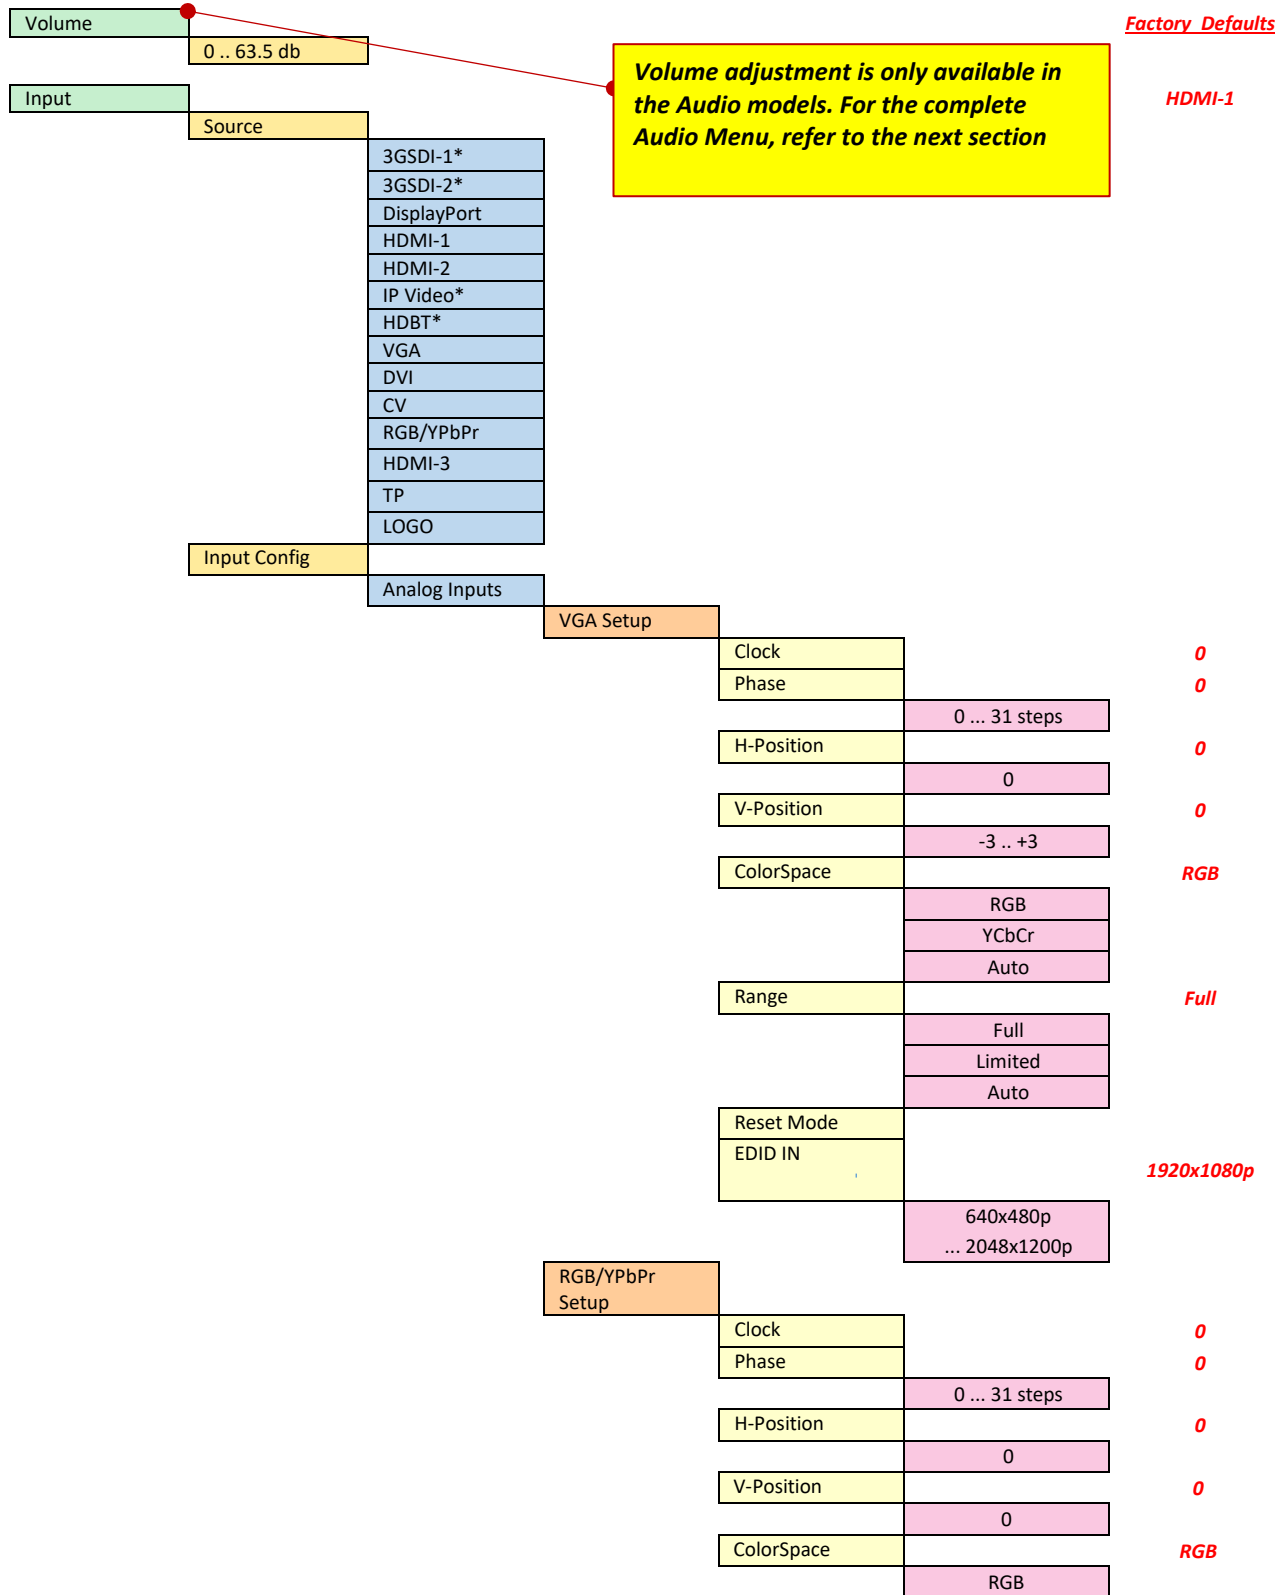 Volume
Factory Defaults
0 .. 63.5 db
Volume adjustment is only available in
the Audio models. For the complete
Audio Menu, refer to the next section
Input
HDMI-1
Source
3GSDI-1*
3GSDI-2*
DisplayPort
HDMI-1
HDMI-2
IP Video*
HDBT*
VGA
DVI
CV
RGB/YPbPr
HDMI-3
TP
LOGO
Input Config
Analog Inputs
VGA Setup
Clock
0
Phase
0
0 ... 31 steps
H-Position
0
0
V-Position
0
-3 .. +3
ColorSpace
RGB
RGB
YCbCr
Auto
Range
Full
Full
Limited
Auto
Reset Mode
EDID IN
1920x1080p
640x480p
... 2048x1200p
RGB/YPbPr
Setup
Clock
0
Phase
0
0 ... 31 steps
H-Position
0
0
V-Position
0
0
ColorSpace
RGB
RGB